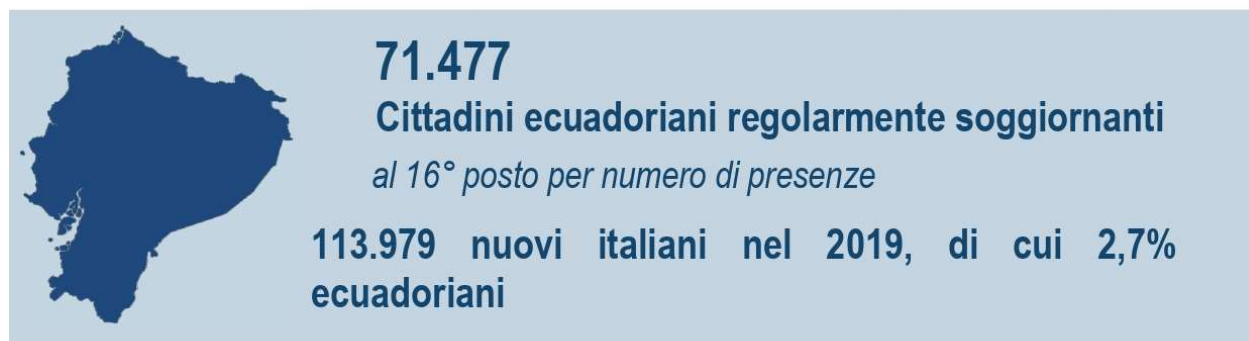 71.477
Cittadini ecuadoriani regolarmente soggiornanti
al 16° posto per numero di presenze
113.979 nuovi italiani nel 2019, di cui 2,7%
ecuadoriani